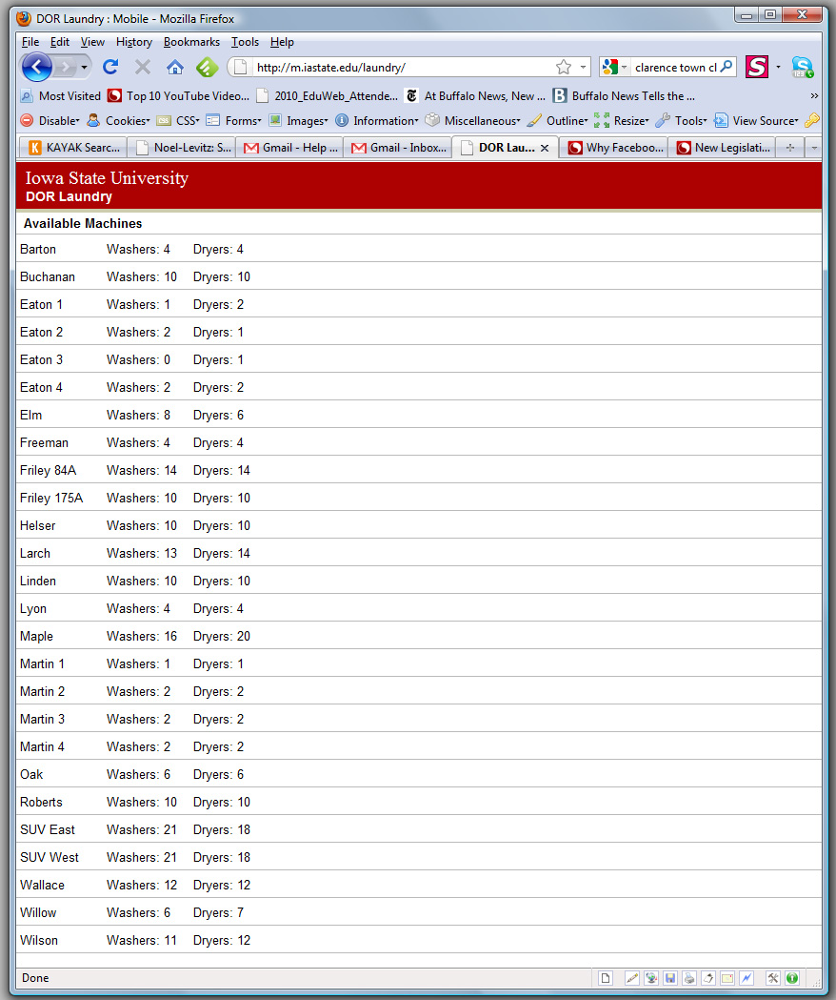 DOR Laundry : Mobile - Mozilla Firefox
File Edit View History Bookmarks Tools Help
http://m.iastate.edu/laundry/ clarence town cl
Most Visited Top 10 YouTube Video... 2010_EduWeb_Attende... At Buffalo News, New ... Buffalo News Tells the ... »
Disable Cookies CSS Forms Images Information Miscellaneous Outline Resize Tools View Source
KAYAK Searc... Noel-Levitz: S... Gmail - Help ... Gmail - Inbox... DOR Lau... Why Faceboo... New Legislati...
Iowa State University
DOR Laundry
Available Machines
Barton Washers: 4 Dryers: 4
Buchanan Washers: 10 Dryers: 10
Eaton 1 Washers: 1 Dryers: 2
Eaton 2 Washers: 2 Dryers: 1
Eaton 3 Washers: 0 Dryers: 1
Eaton 4 Washers: 2 Dryers: 2
Elm Washers: 8 Dryers: 6
Freeman Washers: 4 Dryers: 4
Friley 84A Washers: 14 Dryers: 14
Friley 175A Washers: 10 Dryers: 10
Helser Washers: 10 Dryers: 10
Larch Washers: 13 Dryers: 14
Linden Washers: 10 Dryers: 10
Lyon Washers: 4 Dryers: 4
Maple Washers: 16 Dryers: 20
Martin 1 Washers: 1 Dryers: 1
Martin 2 Washers: 2 Dryers: 2
Martin 3 Washers: 2 Dryers: 2
Martin 4 Washers: 2 Dryers: 2
Oak Washers: 6 Dryers: 6
Roberts Washers: 10 Dryers: 10
SUV East Washers: 21 Dryers: 18
SUV West Washers: 21 Dryers: 18
Wallace Washers: 12 Dryers: 12
Willow Washers: 6 Dryers: 7
Wilson Washers: 11 Dryers: 12
Done